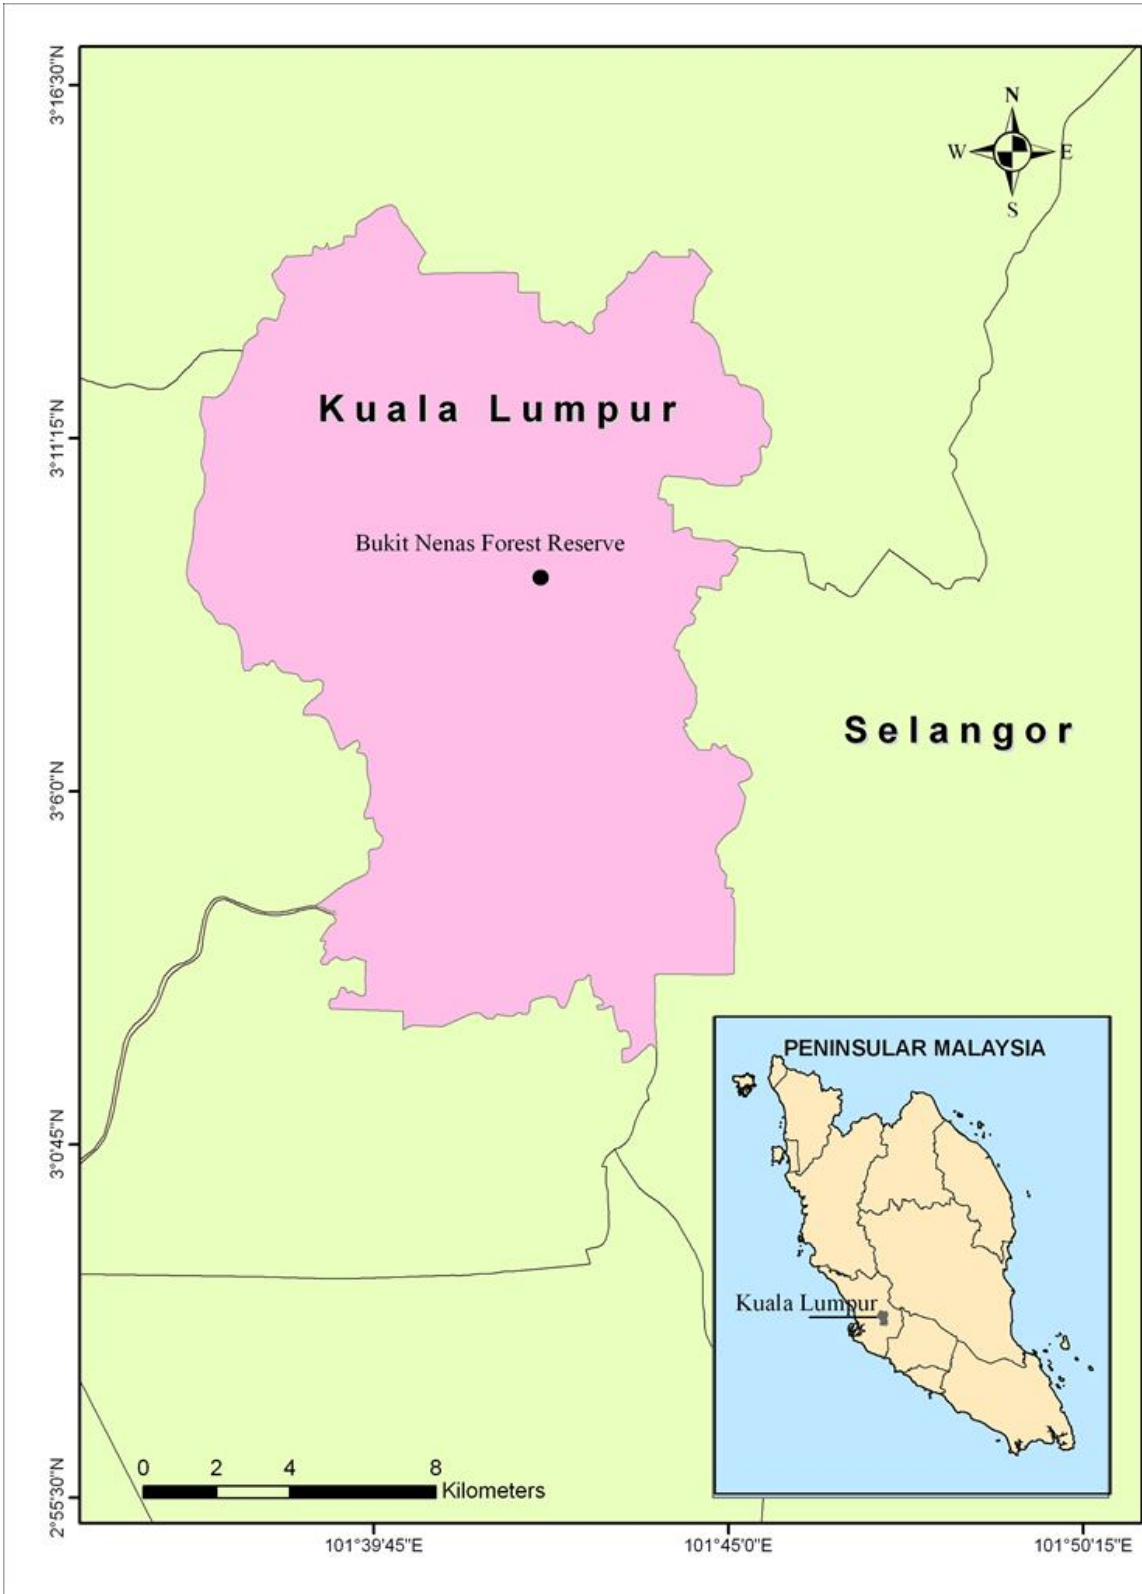 3°16'30"N
N
W E
S
Kuala Lumpur
3°11'15"N
Bukit Nenas Forest Reserve
Selangor
3°6'0"N
PENINSULAR MALAYSIA
3°0'45"N
Kuala Lumpur
0 2 4 8
Kilometers
2°55'30"N
101°39'45"E 101°45'0"E 101°50'15"E